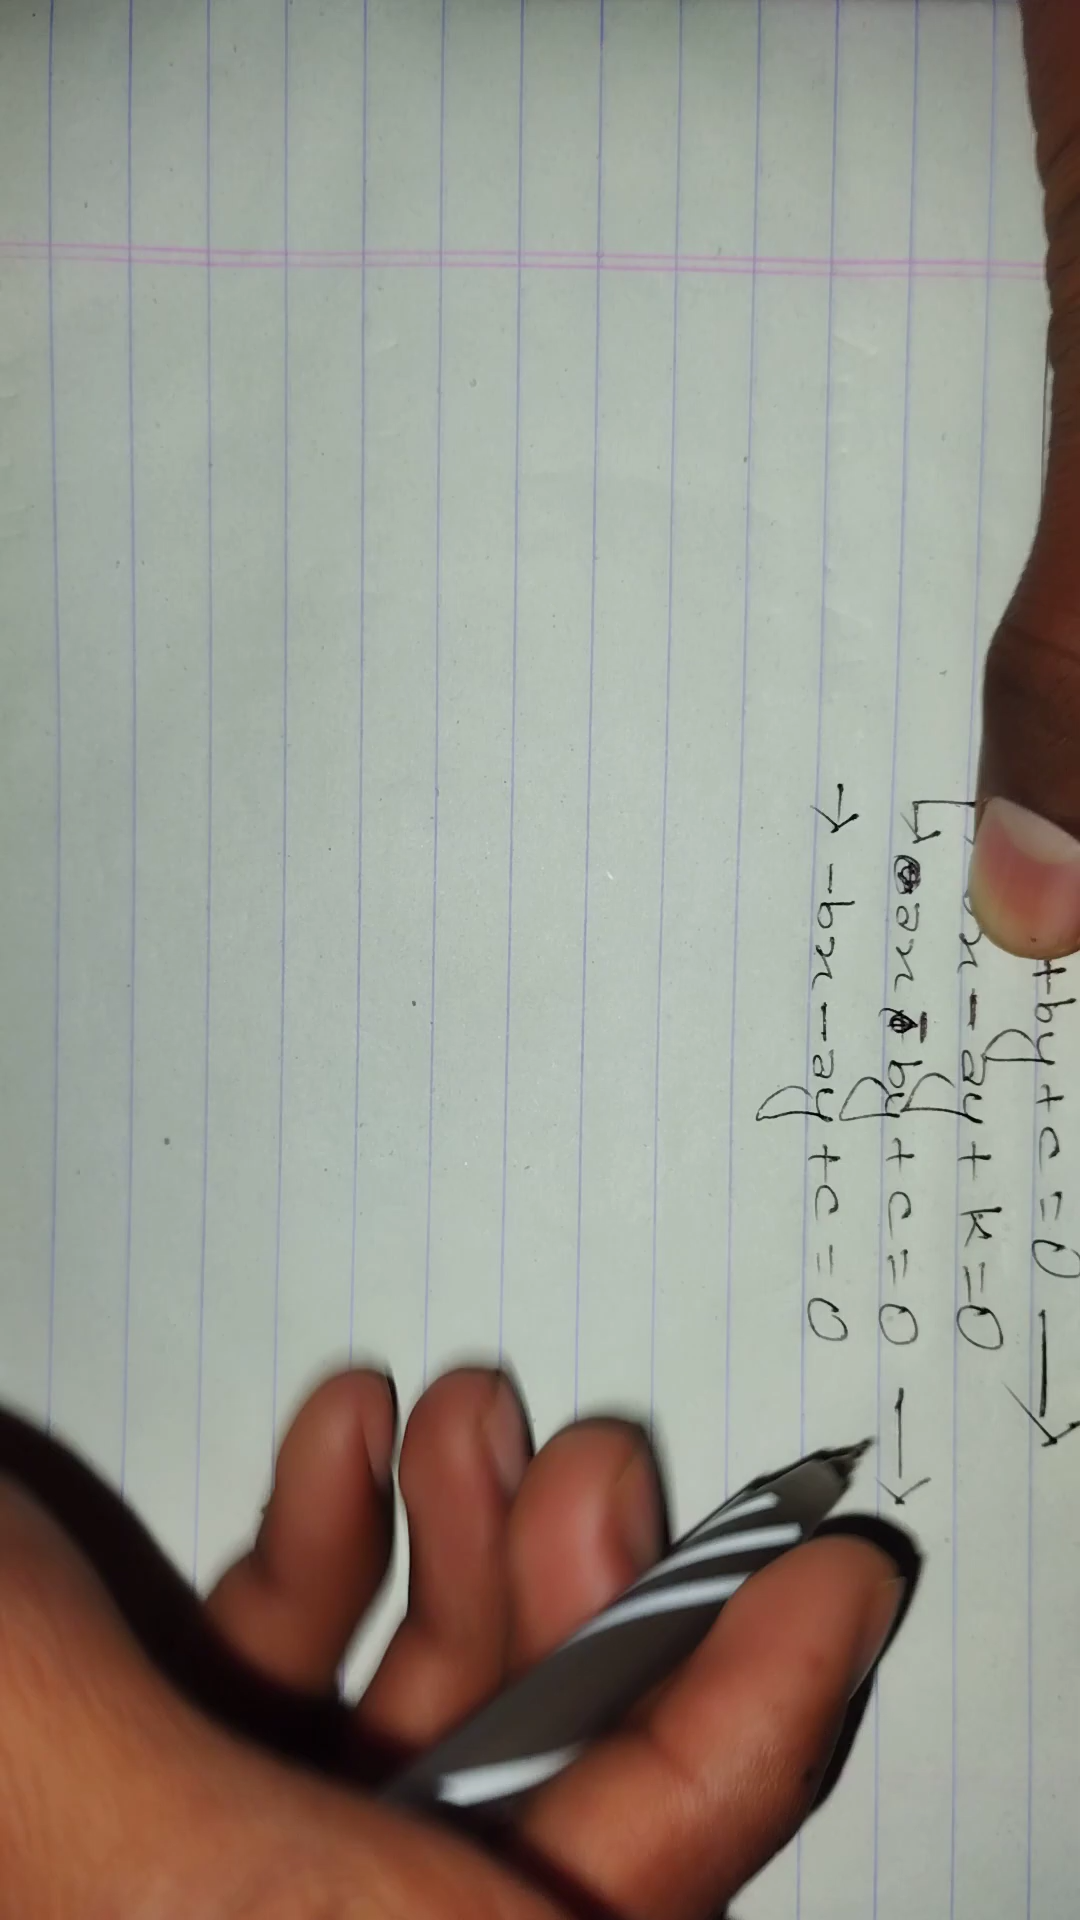 +by+c=0 →
x-ay+k=0
→ ax-by+c=0 →
→ -bx-ay+c=0